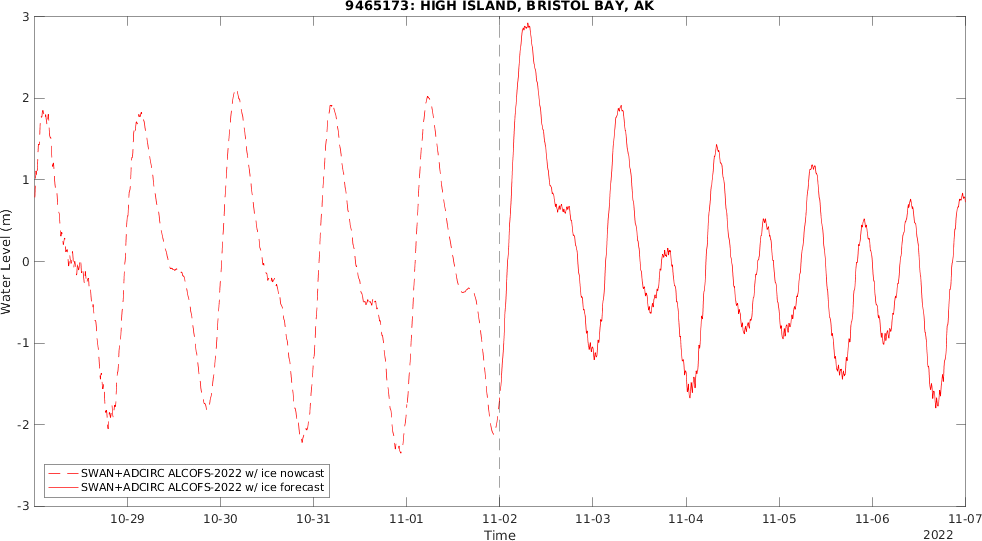 9465173: HIGH ISLAND, BRISTOL BAY, AK
3
2
1
0
-1
-2
-3
Water Level (m)
SWAN+ADCIRC ALCOFS-2022 w/ ice nowcast
SWAN+ADCIRC ALCOFS-2022 w/ ice forecast
10-29 10-30 10-31 11-01 11-02 11-03 11-04 11-05 11-06 11-07
Time
2022